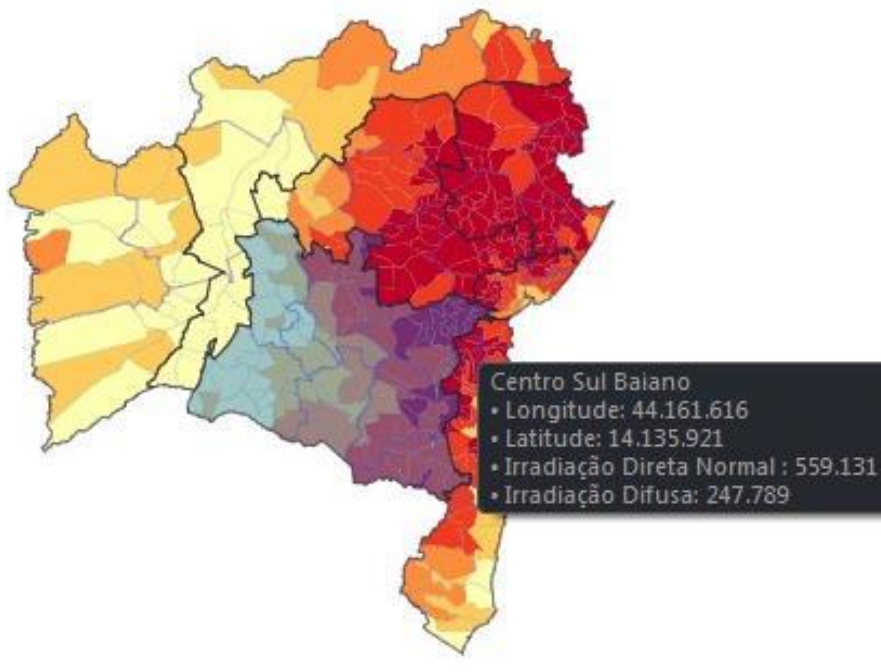 Centro Sul Baiano
• Longitude: 44.161.616
• Latitude: 14.135.921
• Irradiação Direta Normal : 559.131
• Irradiação Difusa: 247.789